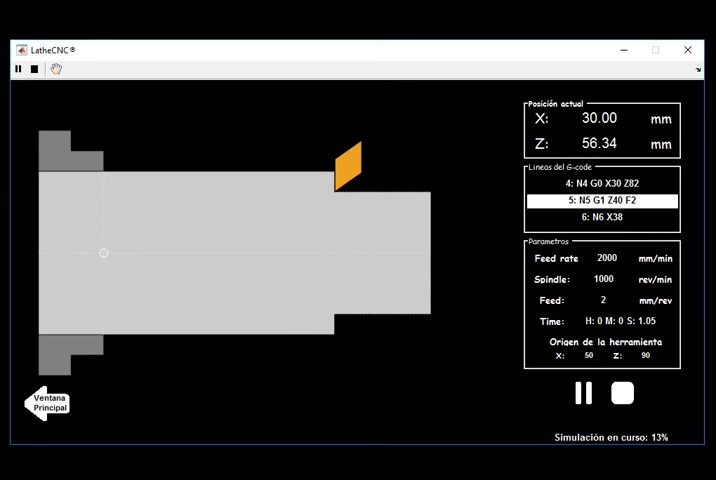 LatheCNC®
Posición actual
X: 30.00 mm
Z: 56.34 mm
Lineas del G-code
4: N4 G0 X30 Z82
5: N5 G1 Z40 F2
6: N6 X38
Parametros
Feed rate 2000 mm/min
Spindle: 1000 rev/min
Feed: 2 mm/rev
Time: H: 0 M: 0 S: 1.05
Origen de la herramienta
X: 50 Z: 90
Ventana
Principal
Simulación en curso: 13%